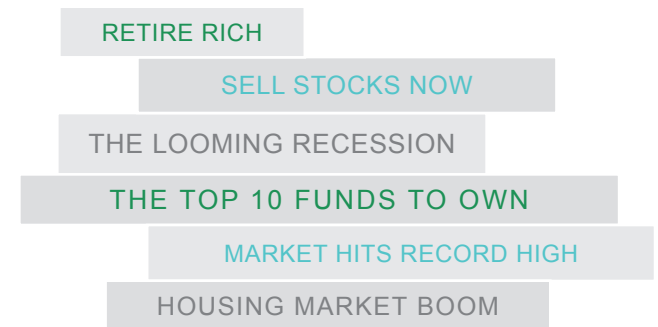 RETIRE RICH
SELL STOCKS NOW
THE LOOMING RECESSION
THE TOP 10 FUNDS TO OWN
MARKET HITS RECORD HIGH
HOUSING MARKET BOOM